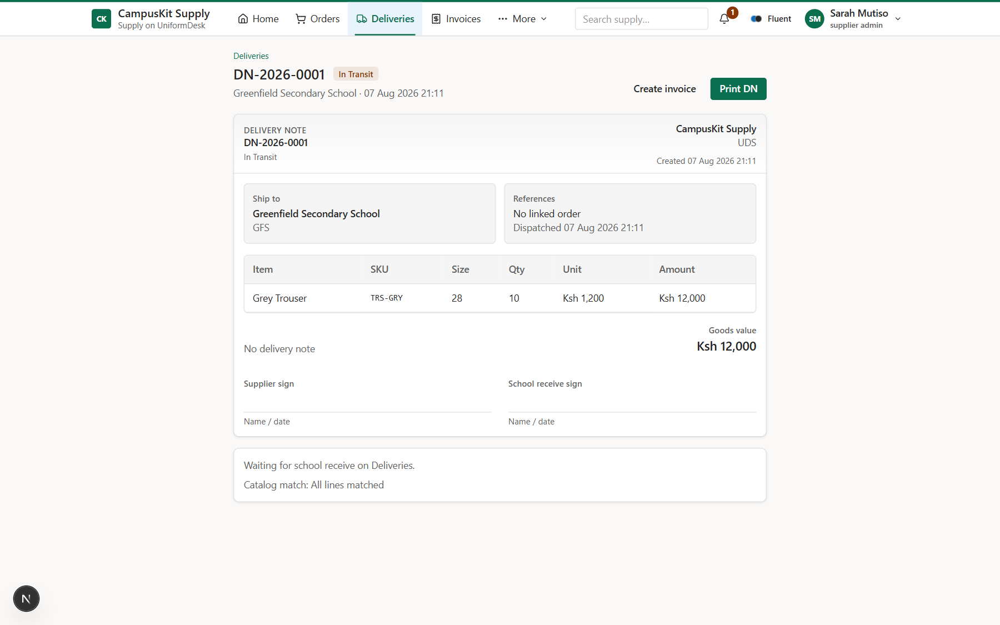 CK
CampusKit Supply
Supply on UniformDesk
Home
Orders
Deliveries
Invoices
More
Search supply...
1
Fluent
SM
Sarah Mutiso
supplier admin
Deliveries
DN-2026-0001
In Transit
Greenfield Secondary School · 07 Aug 2026 21:11
Create invoice
Print DN
DELIVERY NOTE
DN-2026-0001
In Transit
CampusKit Supply
UDS
Created 07 Aug 2026 21:11
Ship to
Greenfield Secondary School
GFS
References
No linked order
Dispatched 07 Aug 2026 21:11
Item SKU Size Qty Unit Amount
Grey Trouser TRS-GRY 28 10 Ksh 1,200 Ksh 12,000
Goods value
Ksh 12,000
No delivery note
Supplier sign
Name / date
School receive sign
Name / date
Waiting for school receive on Deliveries.
Catalog match: All lines matched
N